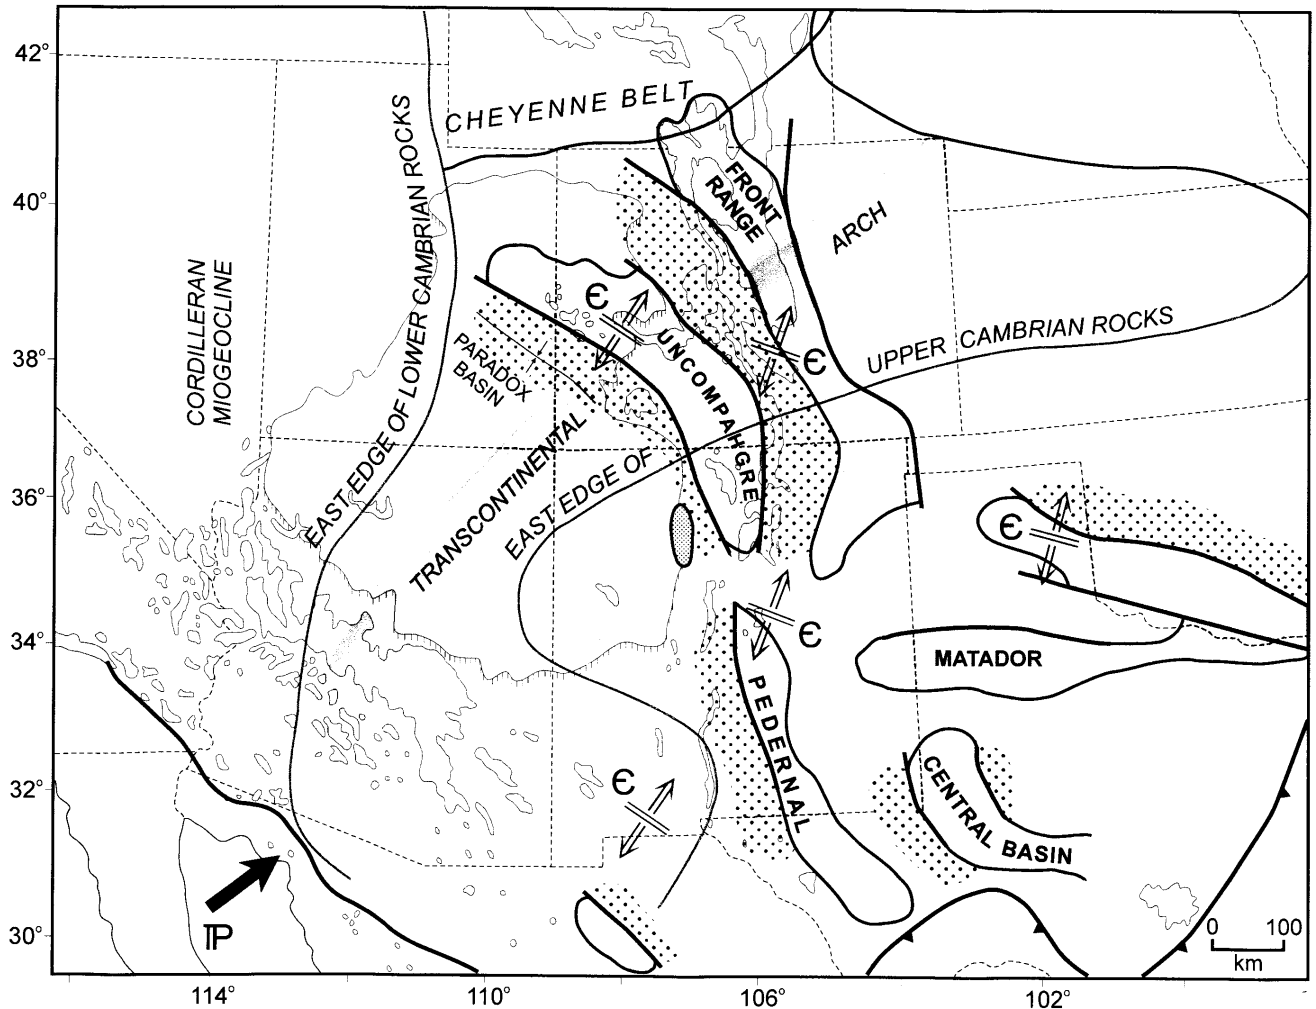 42°
40°
38°
36°
34°
32°
30°
114°
110°
106°
102°
CHEYENNE BELT
EAST EDGE OF LOWER CAMBRIAN ROCKS
CORDILLERAN
MIOGEOCLINE
FRONT
RANGE
ARCH
Є
UNCOMPAHGRE
Є
PARADOX
BASIN
UPPER CAMBRIAN ROCKS
TRANSCONTINENTAL
EAST EDGE OF
Є
Є
MATADOR
PEDERNAL
Є
CENTRAL BASIN
ТР
0 100
km